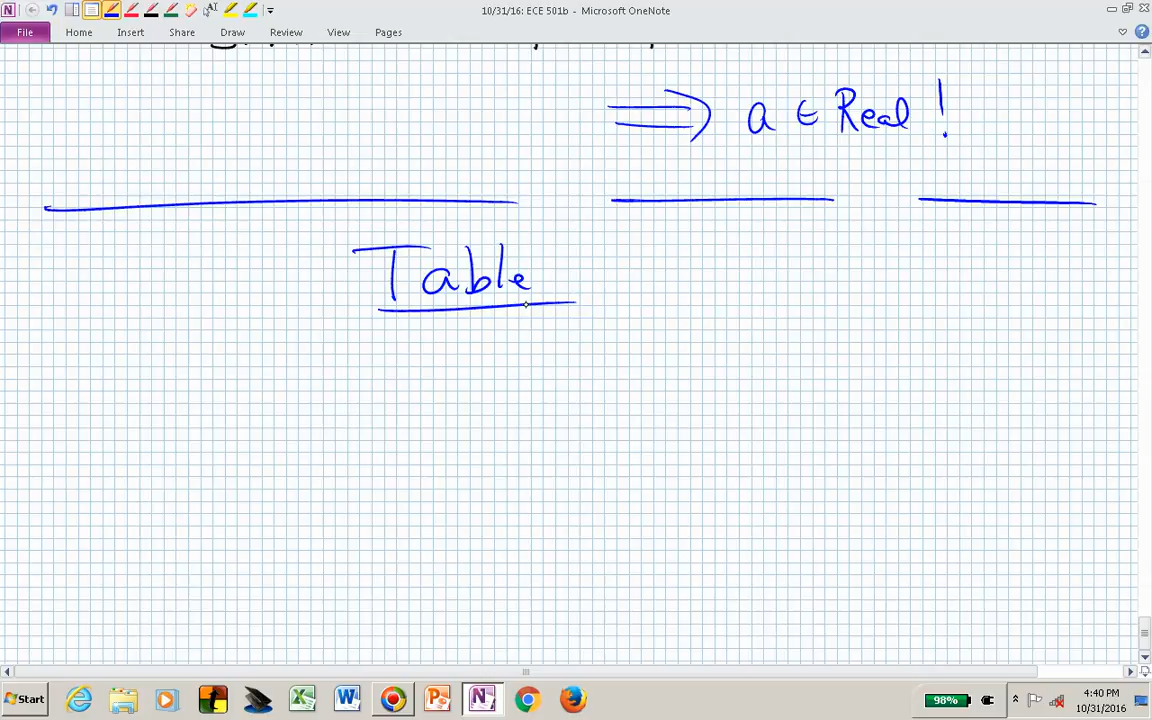 10/31/16: ECE 501b - Microsoft OneNote
File Home Insert Share Draw Review View Pages
⟹ a ∈ Real !
Table
Start
98%
4:40 PM
10/31/2016